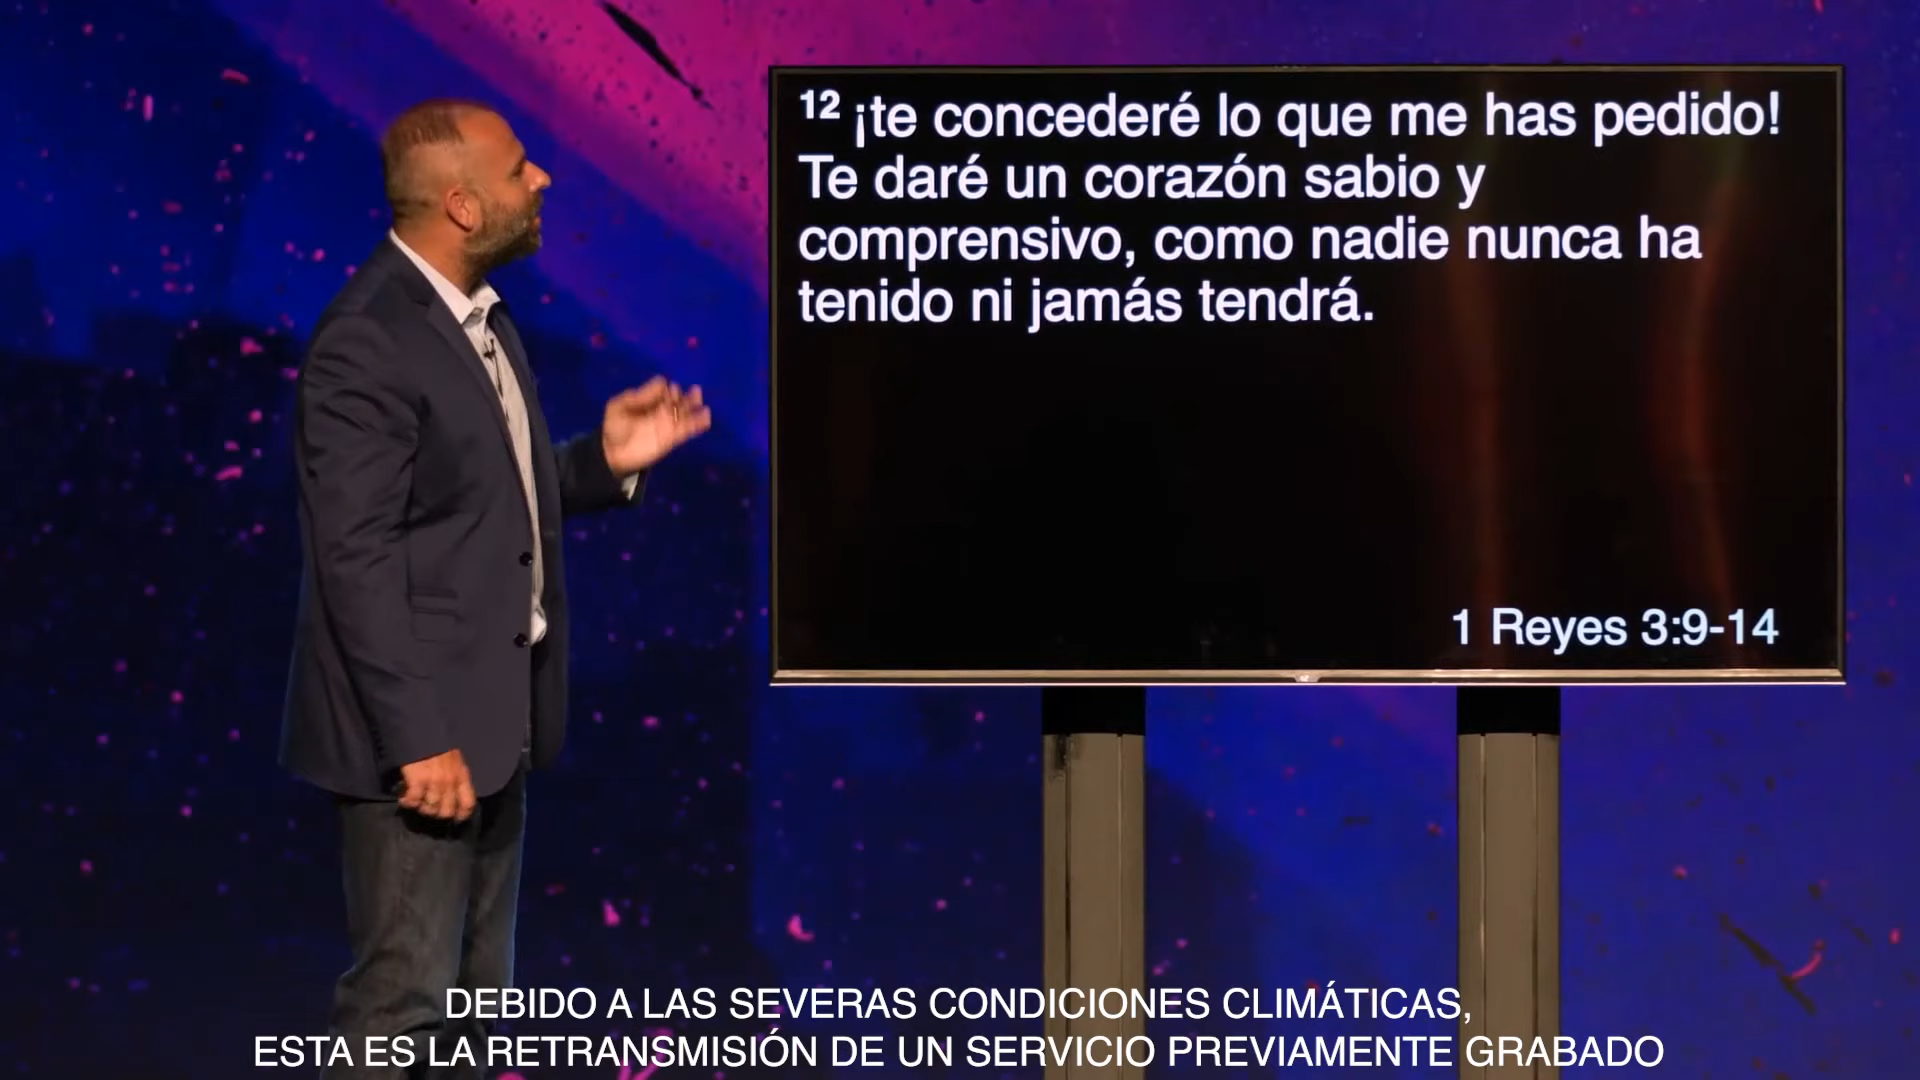 12 ¡te concederé lo que me has pedido!
Te daré un corazón sabio y
comprensivo, como nadie nunca ha
tenido ni jamás tendrá.
1 Reyes 3:9-14
DEBIDO A LAS SEVERAS CONDICIONES CLIMÁTICAS,
ESTA ES LA RETRANSMISIÓN DE UN SERVICIO PREVIAMENTE GRABADO